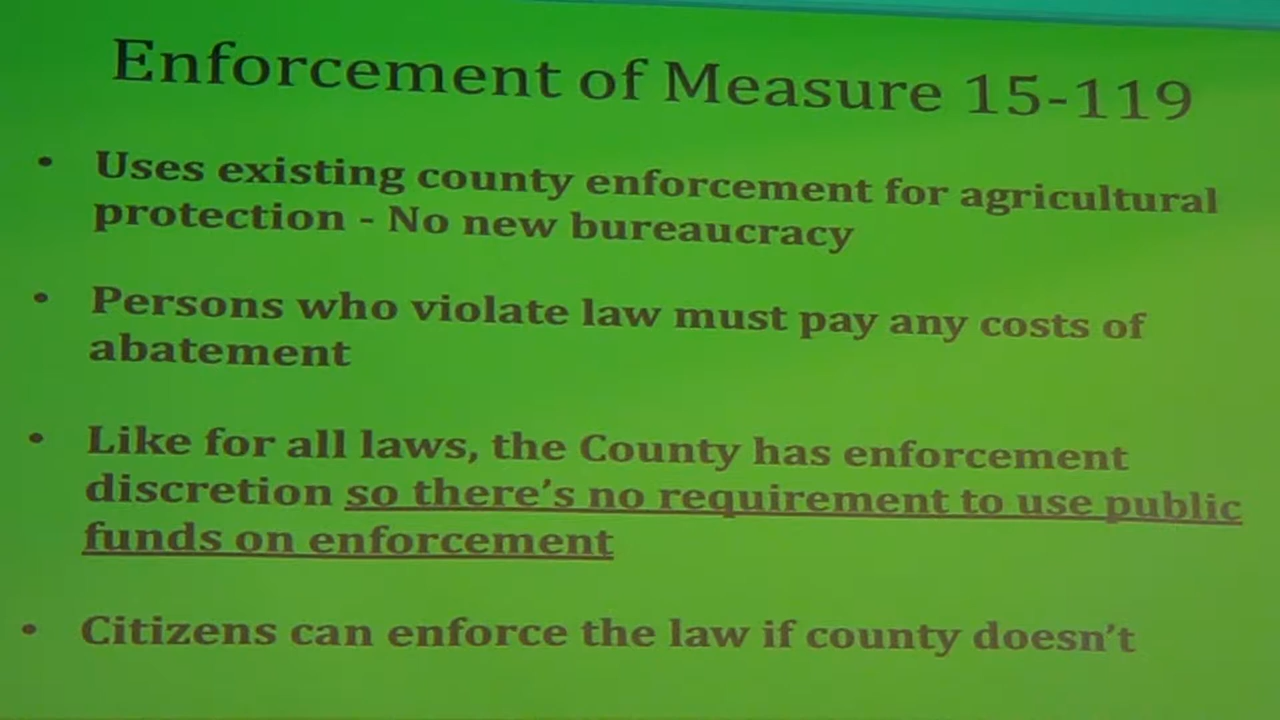 Enforcement of Measure 15-119
• Uses existing county enforcement for agricultural
protection - No new bureaucracy
• Persons who violate law must pay any costs of
abatement
• Like for all laws, the County has enforcement
discretion so there's no requirement to use public
funds on enforcement
• Citizens can enforce the law if county doesn't